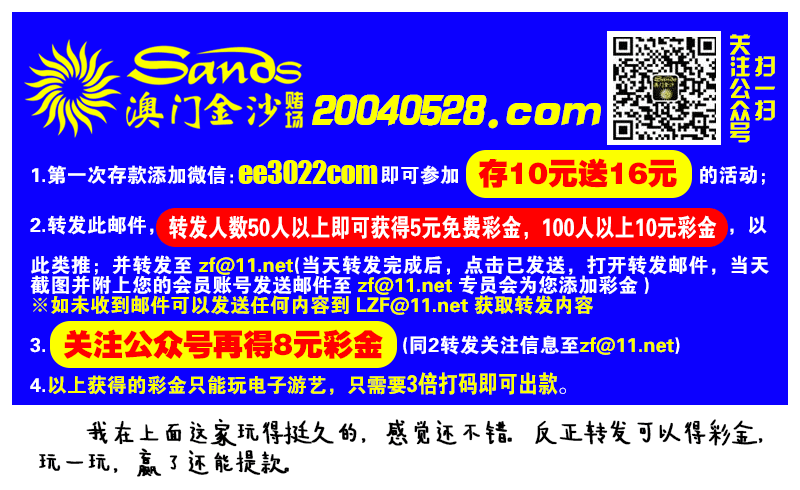 Sands
澳门金沙赌场
20040528.com
扫一扫
关注公众号
1.第一次存款添加微信:ee3022com即可参加 存10元送16元 的活动;
2.转发此邮件,转发人数50人以上即可获得5元免费彩金,100人以上10元彩金,以
此类推;并转发至 zf@11.net(当天转发完成后,点击已发送,打开转发邮件,当天
截图并附上您的会员账号发送邮件至 zf@11.net 专员会为您添加彩金 )
※如未收到邮件可以发送任何内容到 LZF@11.net 获取转发内容
3. 关注公众号再得8元彩金 (同2转发关注信息至zf@11.net)
4.以上获得的彩金只能玩电子游艺，只需要3倍打码即可出款。
我在上面这家玩得挺久的,感觉还不错.反正转发可以得彩金,
玩一玩,赢了还能提款.